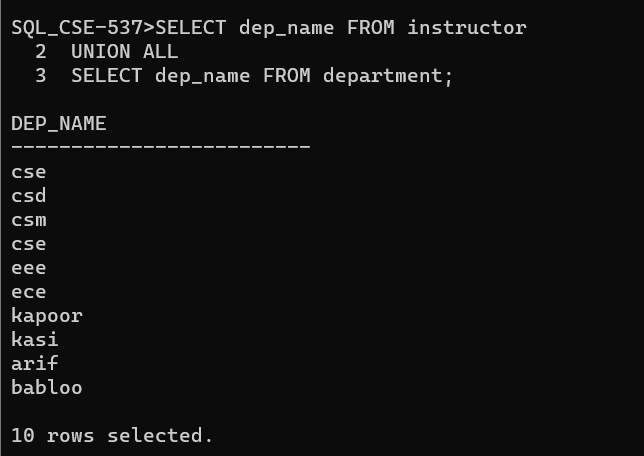 SQL_CSE-537>SELECT dep_name FROM instructor
  2  UNION ALL
  3  SELECT dep_name FROM department;

DEP_NAME
-------------------------
cse
csd
csm
cse
eee
ece
kapoor
kasi
arif
babloo

10 rows selected.